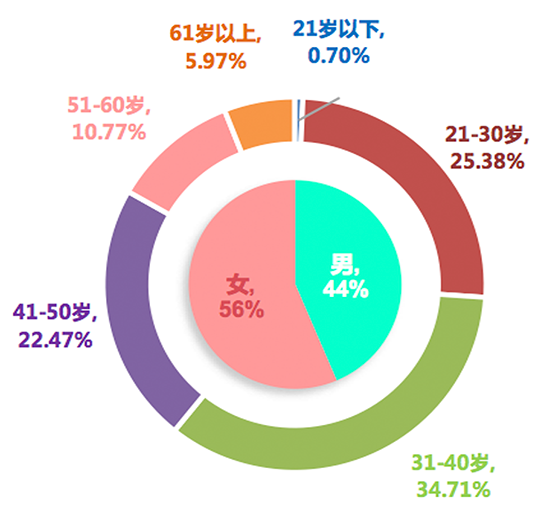 61岁以上,
5.97%
21岁以下,
0.70%
51-60岁,
10.77%
21-30岁,
25.38%
女,
56%
男,
44%
41-50岁,
22.47%
31-40岁,
34.71%